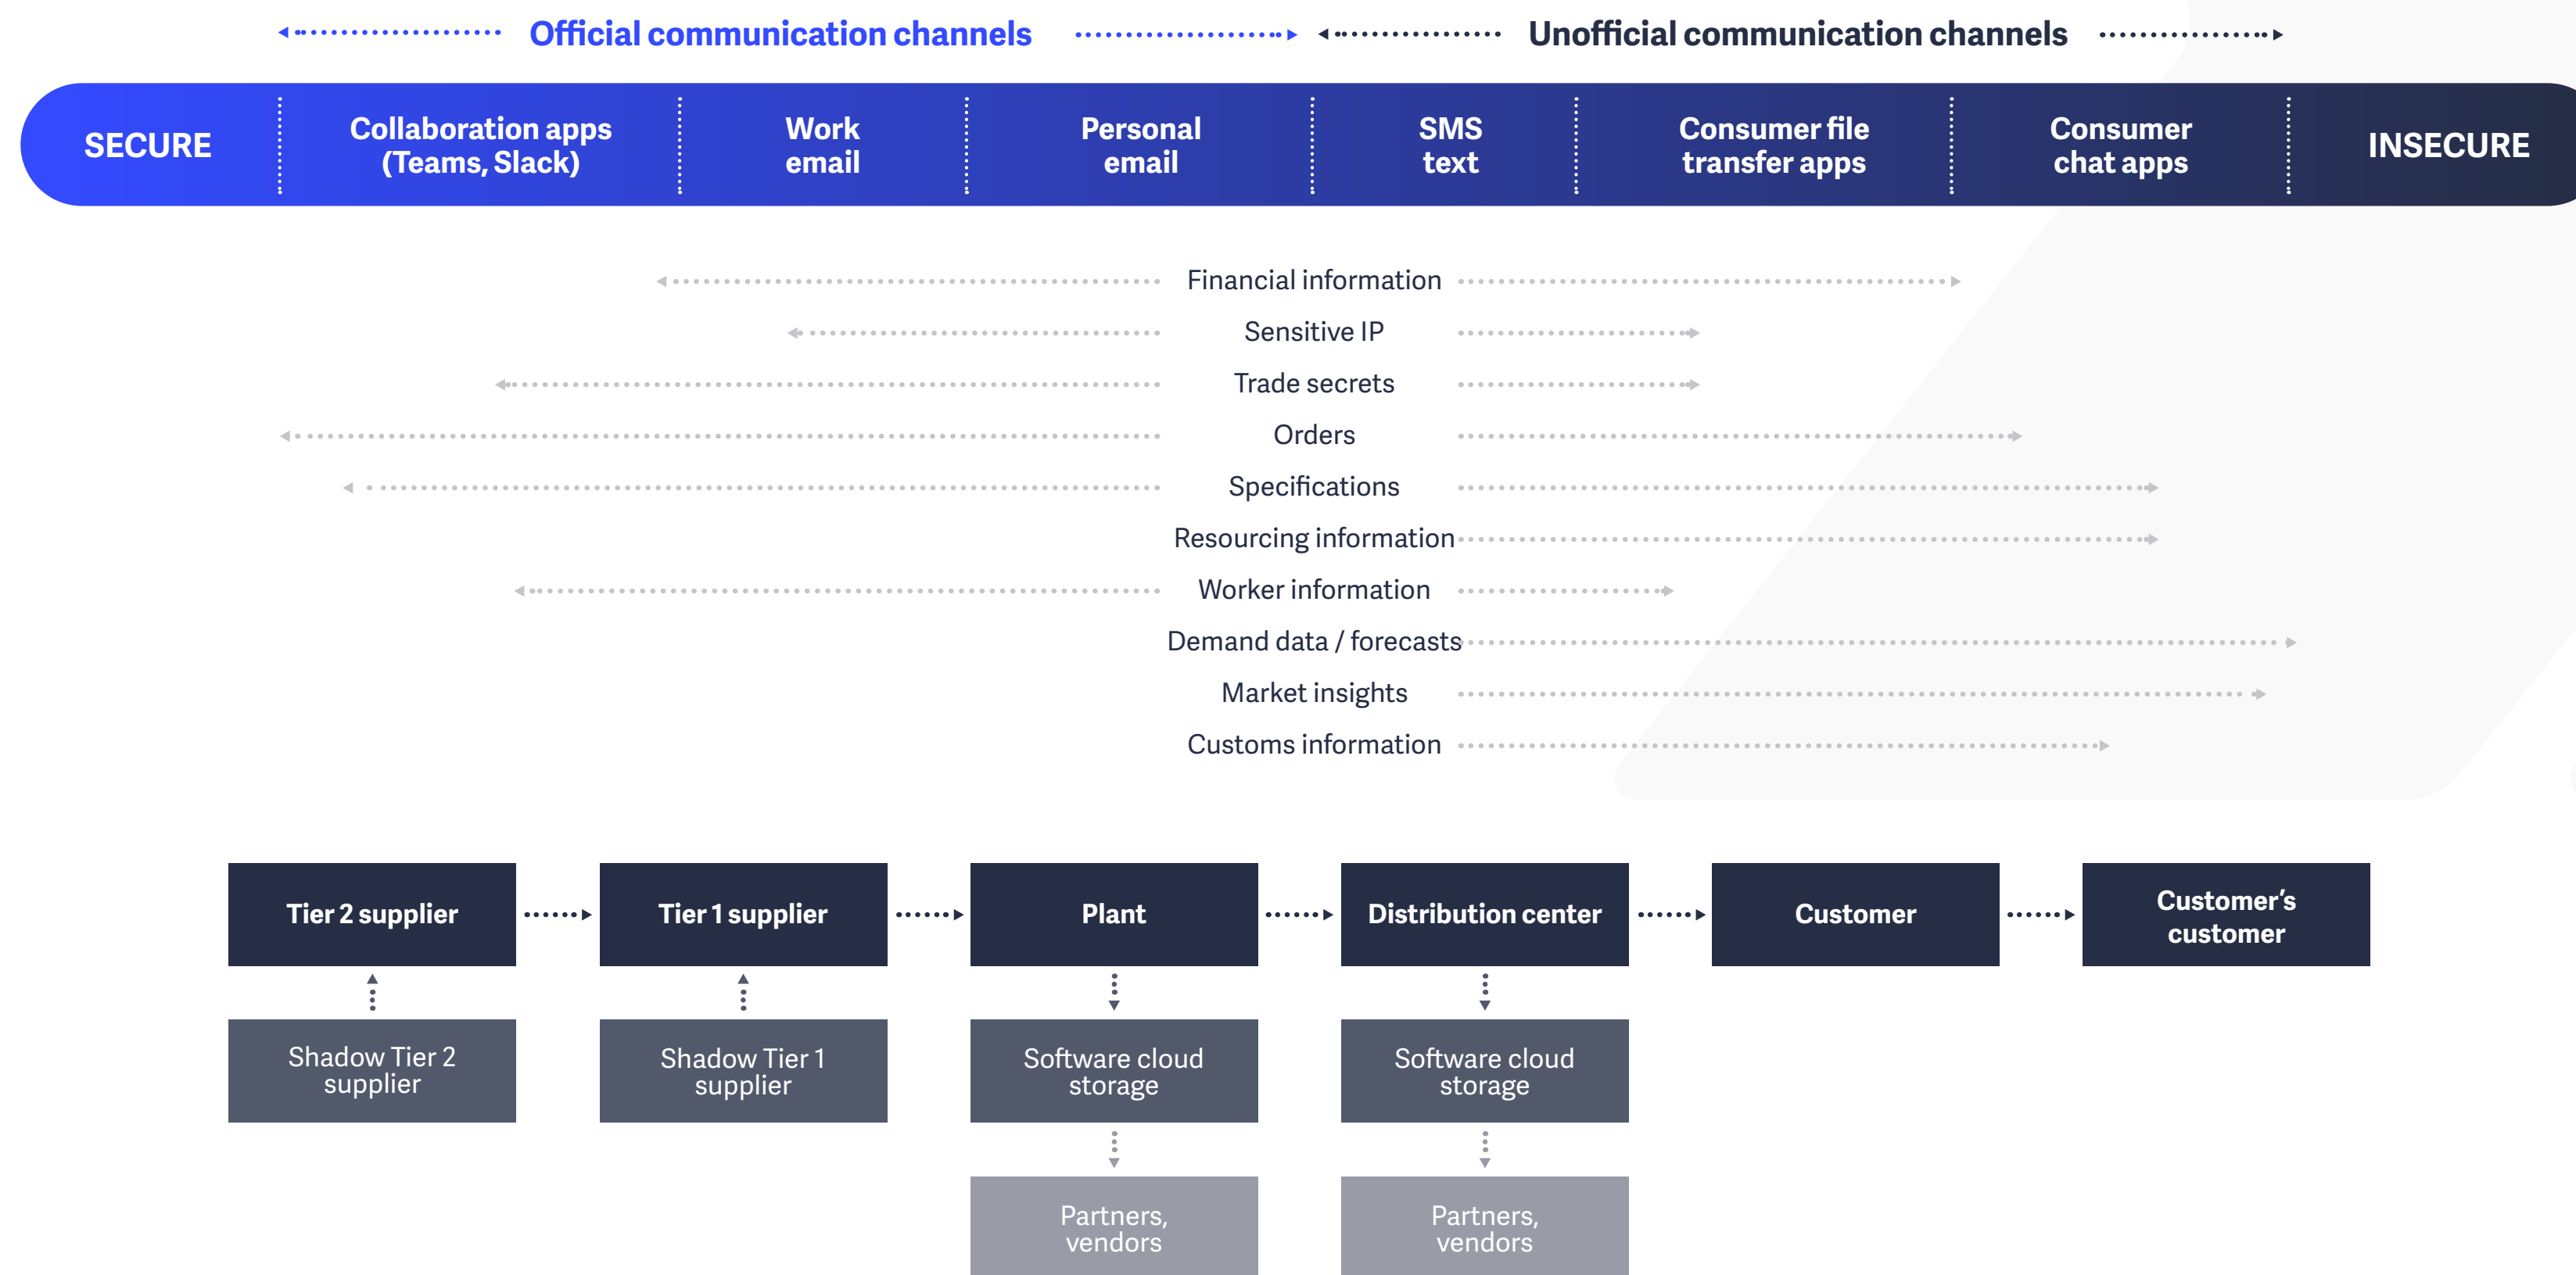 Official communication channels
Unofficial communication channels
SECURE
Collaboration apps
(Teams, Slack)
Work
email
Personal
email
SMS
text
Consumer file
transfer apps
Consumer
chat apps
INSECURE
Financial information
Sensitive IP
Trade secrets
Orders
Specifications
Resourcing information
Worker information
Demand data / forecasts
Market insights
Customs information
Tier 2 supplier
Tier 1 supplier
Plant
Distribution center
Customer
Customer’s
customer
Shadow Tier 2
supplier
Shadow Tier 1
supplier
Software cloud
storage
Software cloud
storage
Partners,
vendors
Partners,
vendors